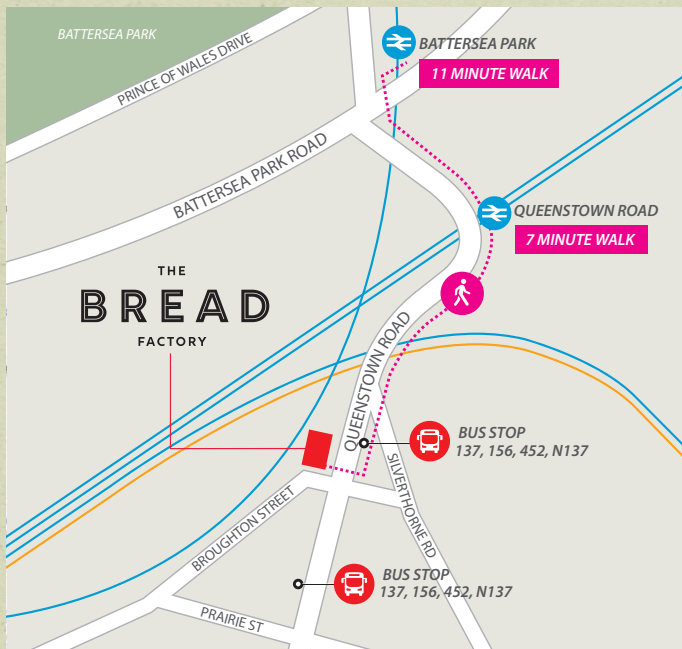 BATTERSEA PARK
PRINCE OF WALES DRIVE
BATTERSEA PARK
11 MINUTE WALK
BATTERSEA PARK ROAD
QUEENSTOWN ROAD
7 MINUTE WALK
THE
BREAD
FACTORY
QUEENSTOWN ROAD
BUS STOP
137, 156, 452, N137
SILVERTHORNE RD
BROUGHTON STREET
BUS STOP
137, 156, 452, N137
PRAIRIE ST